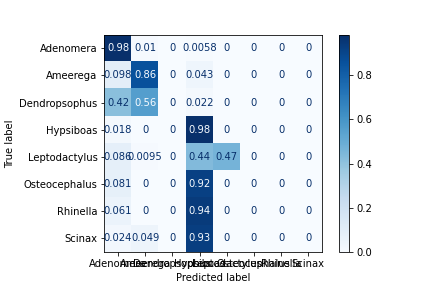 Adenomera 0.98 0.01 0 0.0058 0 0 0 0
Ameerega 0.098 0.86 0 0.043 0 0 0 0
Dendropsophus 0.42 0.56 0 0.022 0 0 0 0
Hypsiboas 0.018 0 0 0.98 0 0 0 0
Leptodactylus 0.086 0.0095 0 0.44 0.47 0 0 0
Osteocephalus 0.081 0 0 0.92 0 0 0 0
Rhinella 0.061 0 0 0.94 0 0 0 0
Scinax 0.024 0.049 0 0.93 0 0 0 0
True label
Predicted label
0.8
0.6
0.4
0.2
0.0
Scinax